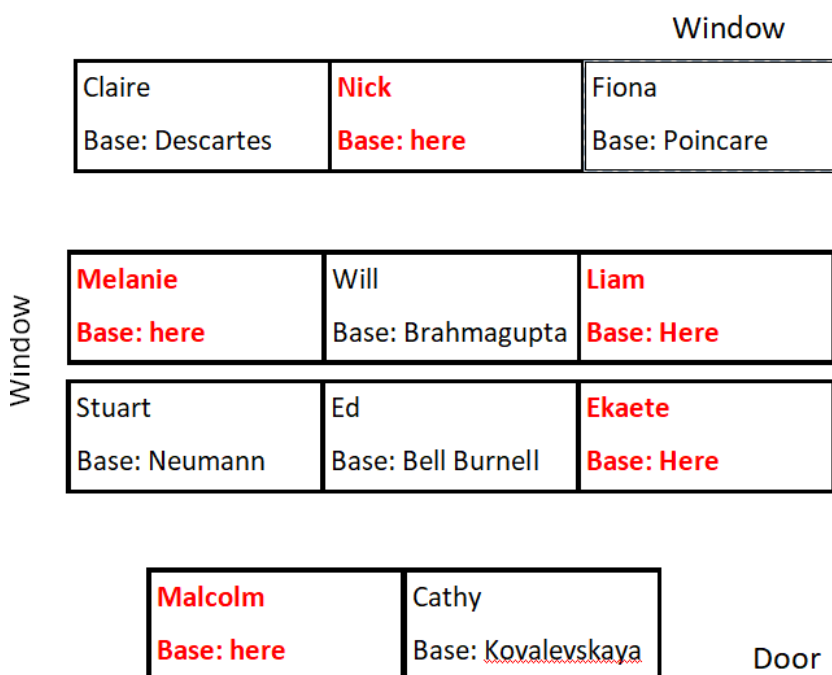 Window
Claire
Base: Descartes
Nick
Base: here
Fiona
Base: Poincare
Window
Melanie
Base: here
Will
Base: Brahmagupta
Liam
Base: Here
Stuart
Base: Neumann
Ed
Base: Bell Burnell
Ekaete
Base: Here
Malcolm
Base: here
Cathy
Base: Kovalevskaya
Door